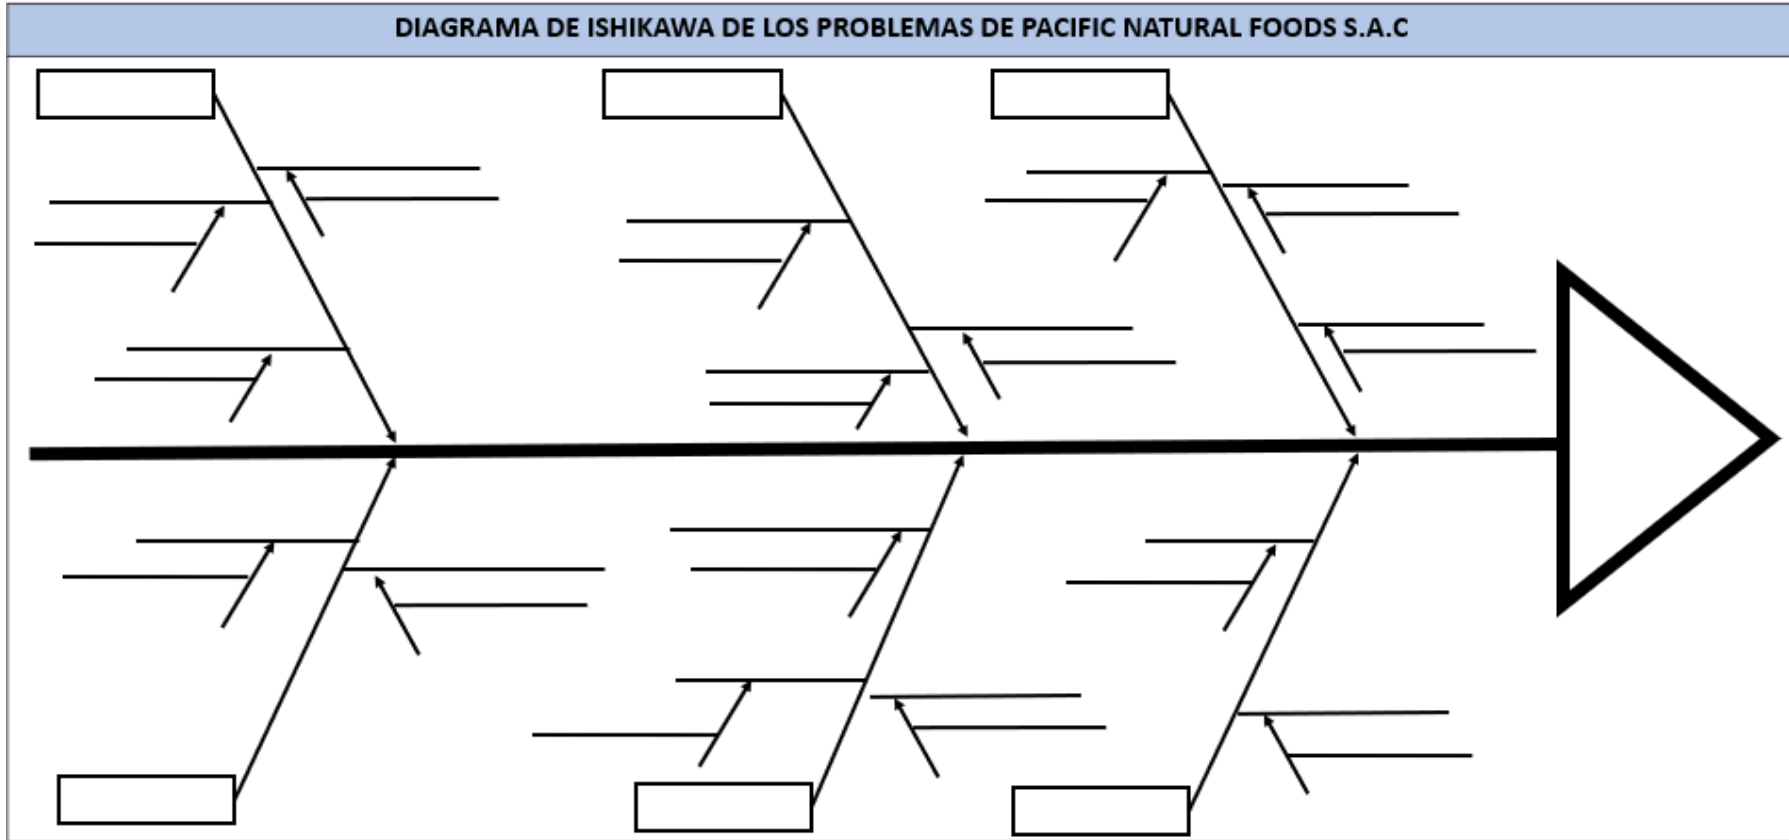 DIAGRAMA DE ISHIKAWA DE LOS PROBLEMAS DE PACIFIC NATURAL FOODS S.A.C